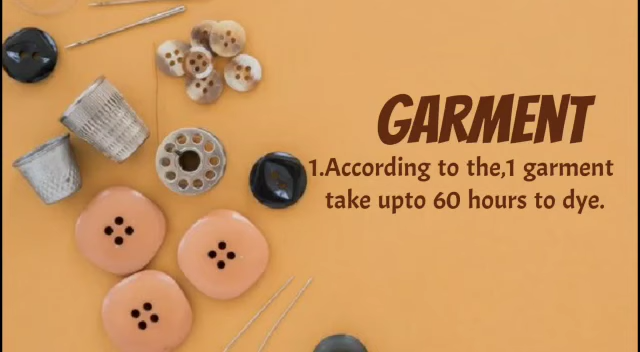 GARMENT
1.According to the,1 garment
take upto 60 hours to dye.